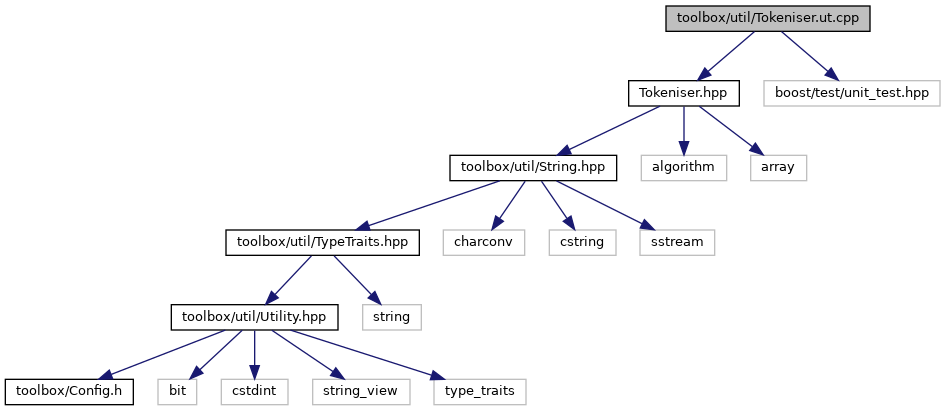 toolbox/util/Tokeniser.ut.cpp
Tokeniser.hpp
boost/test/unit_test.hpp
toolbox/util/String.hpp
algorithm
array
toolbox/util/TypeTraits.hpp
charconv
cstring
sstream
toolbox/util/Utility.hpp
string
toolbox/Config.h
bit
cstdint
string_view
type_traits